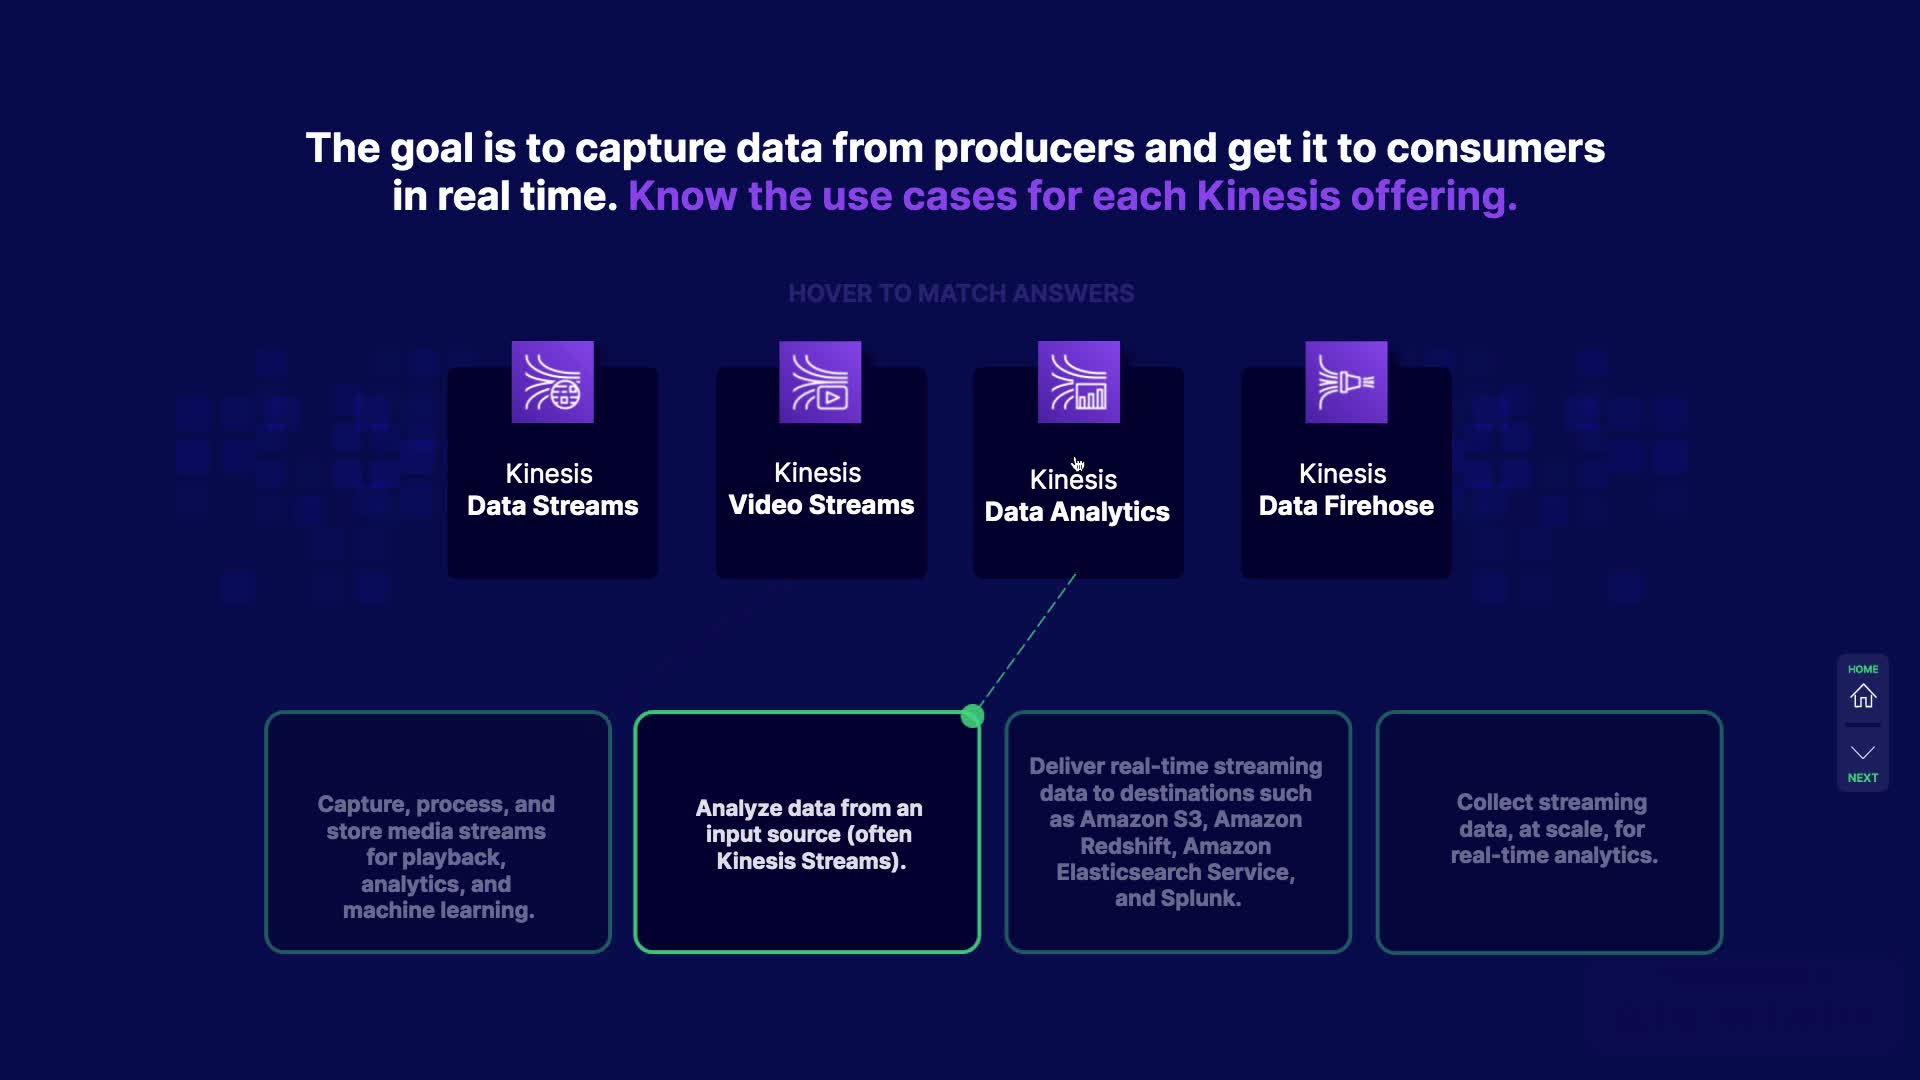 The goal is to capture data from producers and get it to consumers
in real time. Know the use cases for each Kinesis offering.
HOVER TO MATCH ANSWERS
Kinesis
Data Streams
Kinesis
Video Streams
Kinesis
Data Analytics
Kinesis
Data Firehose
Capture, process, and
store media streams
for playback,
analytics, and
machine learning.
Analyze data from an
input source (often
Kinesis Streams).
Deliver real-time streaming
data to destinations such
as Amazon S3, Amazon
Redshift, Amazon
Elasticsearch Service,
and Splunk.
Collect streaming
data, at scale, for
real-time analytics.
HOME
NEXT